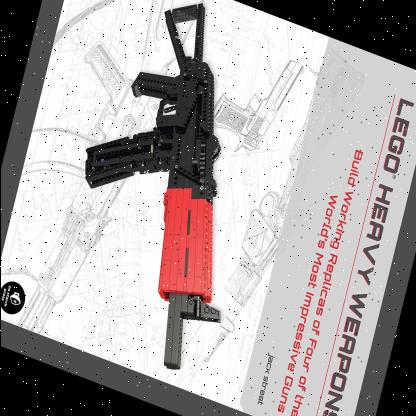 LEGO HEAVY WEAPONS
Build Working Replicas of Four of the
World's Most Impressive Guns
jack streat